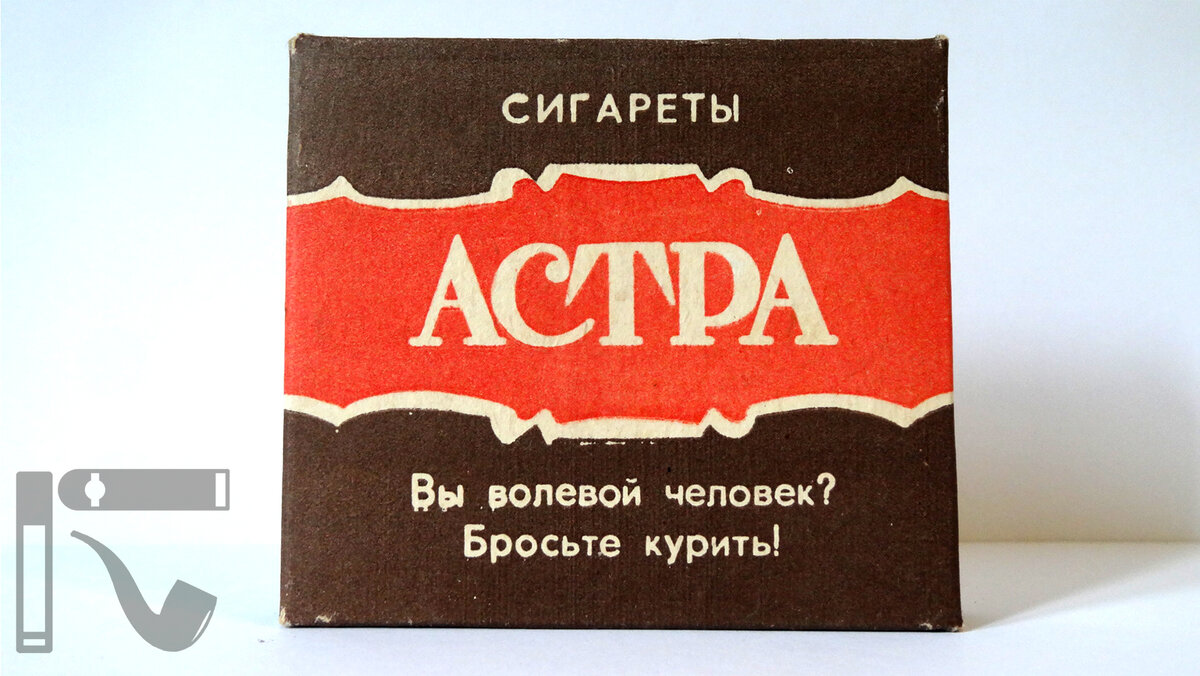 СИГАРЕТЫ
АСТРА
Вы волевой человек?
Бросьте курить!